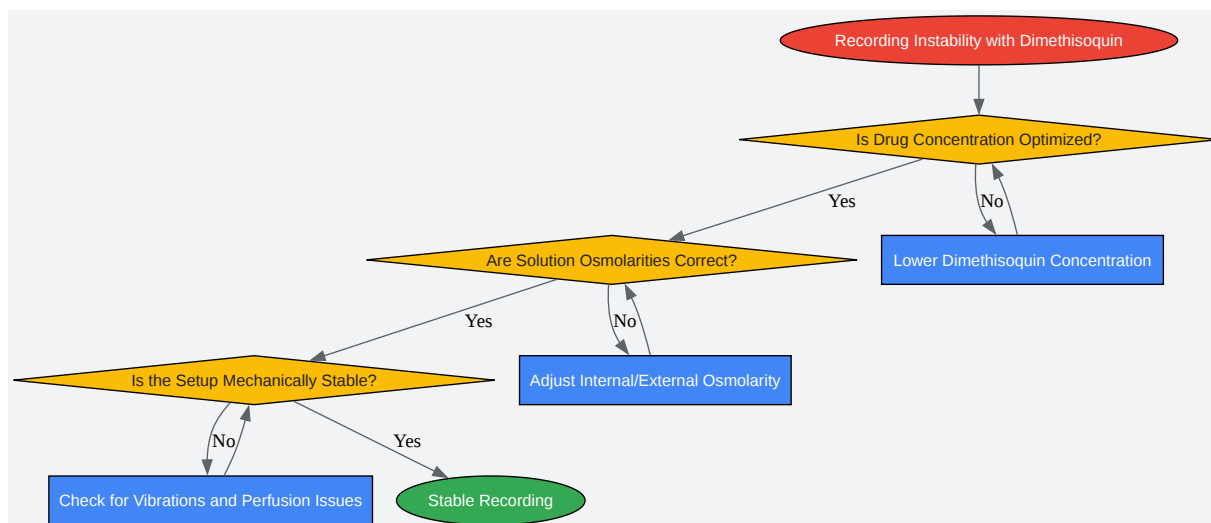 Recording Instability with Dimethisoquin
Is Drug Concentration Optimized?
Yes
No
Are Solution Osmolarities Correct?
Lower Dimethisoquin Concentration
Yes
No
Is the Setup Mechanically Stable?
Adjust Internal/External Osmolarity
No
Yes
Check for Vibrations and Perfusion Issues
Stable Recording